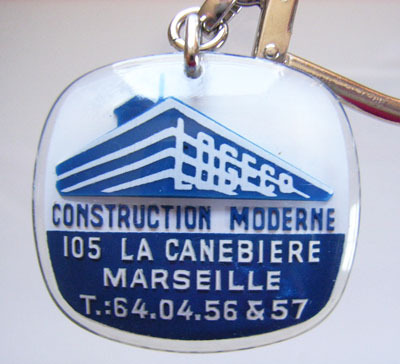 LOGECO
CONSTRUCTION MODERNE
105 LA CANEBIERE
MARSEILLE
T.:64.04.56 & 57